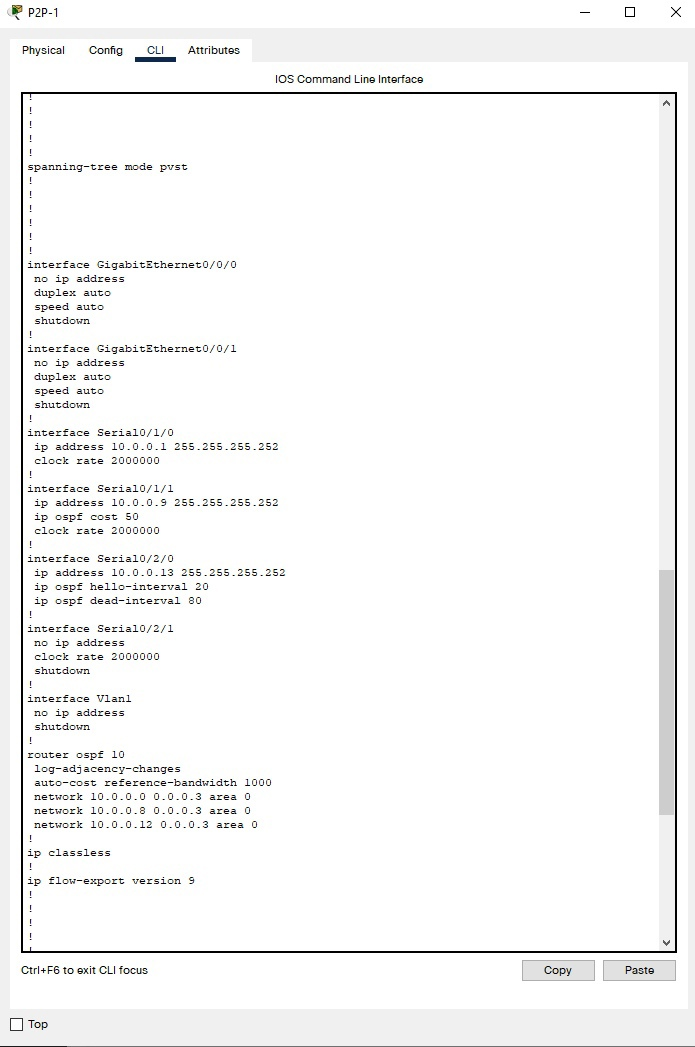 P2P-1
Physical Config CLI Attributes
IOS Command Line Interface
!
!
!
!
!
spanning-tree mode pvst
!
!
!
!
!
!
interface GigabitEthernet0/0/0
 no ip address
 duplex auto
 speed auto
 shutdown
!
interface GigabitEthernet0/0/1
 no ip address
 duplex auto
 speed auto
 shutdown
!
interface Serial0/1/0
 ip address 10.0.0.1 255.255.255.252
 clock rate 2000000
!
interface Serial0/1/1
 ip address 10.0.0.9 255.255.255.252
 ip ospf cost 50
 clock rate 2000000
!
interface Serial0/2/0
 ip address 10.0.0.13 255.255.255.252
 ip ospf hello-interval 20
 ip ospf dead-interval 80
!
interface Serial0/2/1
 no ip address
 clock rate 2000000
 shutdown
!
interface Vlan1
 no ip address
 shutdown
!
router ospf 10
 log-adjacency-changes
 auto-cost reference-bandwidth 1000
 network 10.0.0.0 0.0.0.3 area 0
 network 10.0.0.8 0.0.0.3 area 0
 network 10.0.0.12 0.0.0.3 area 0
!
ip classless
!
ip flow-export version 9
!
!
!
!
!
Ctrl+F6 to exit CLI focus Copy Paste
Top